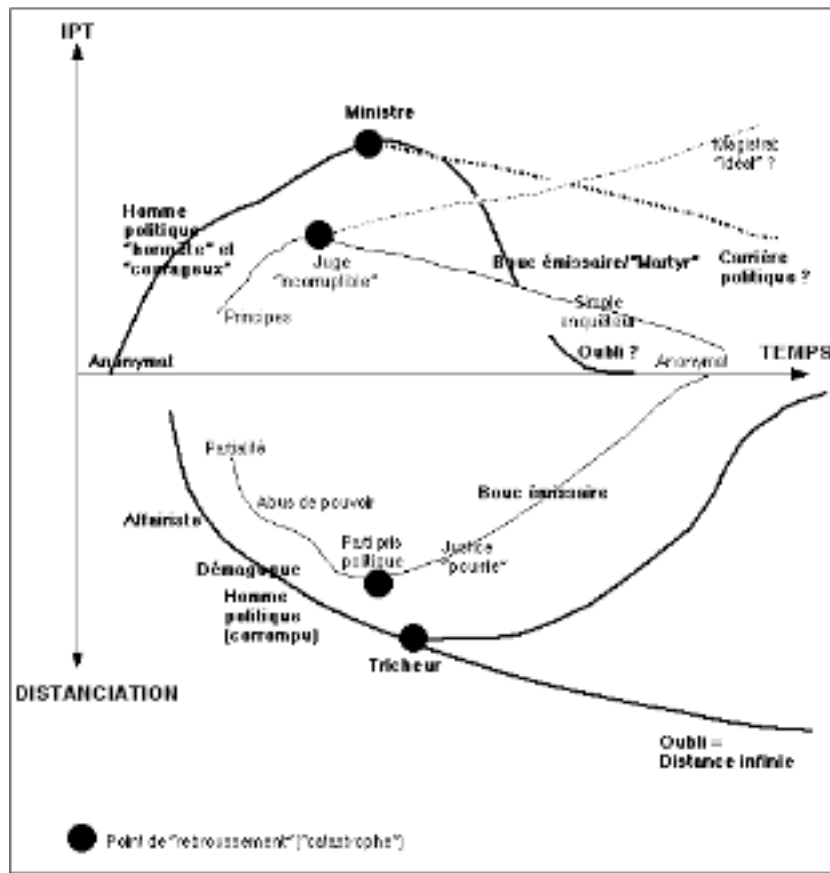 IPT
Ministre
Magistrat
"Idéal" ?
Homme
politique
"honnête" et
"courageux"
Juge
"incorruptible"
Bouc émissaire/"Martyr"
Carrière
politique ?
Principes
Simple
enquêteur
Anonymat
Oubli ?
Anonymat
TEMPS
Partialité
Abus de pouvoir
Bouc émissaire
Affairiste
Parti pris
politique
Justice
"pourrie"
Démagogue
Homme
politique
(corrompu)
Tricheur
DISTANCIATION
Oubli =
Distance infinie
Point de "rebroussement" ("catastrophe")